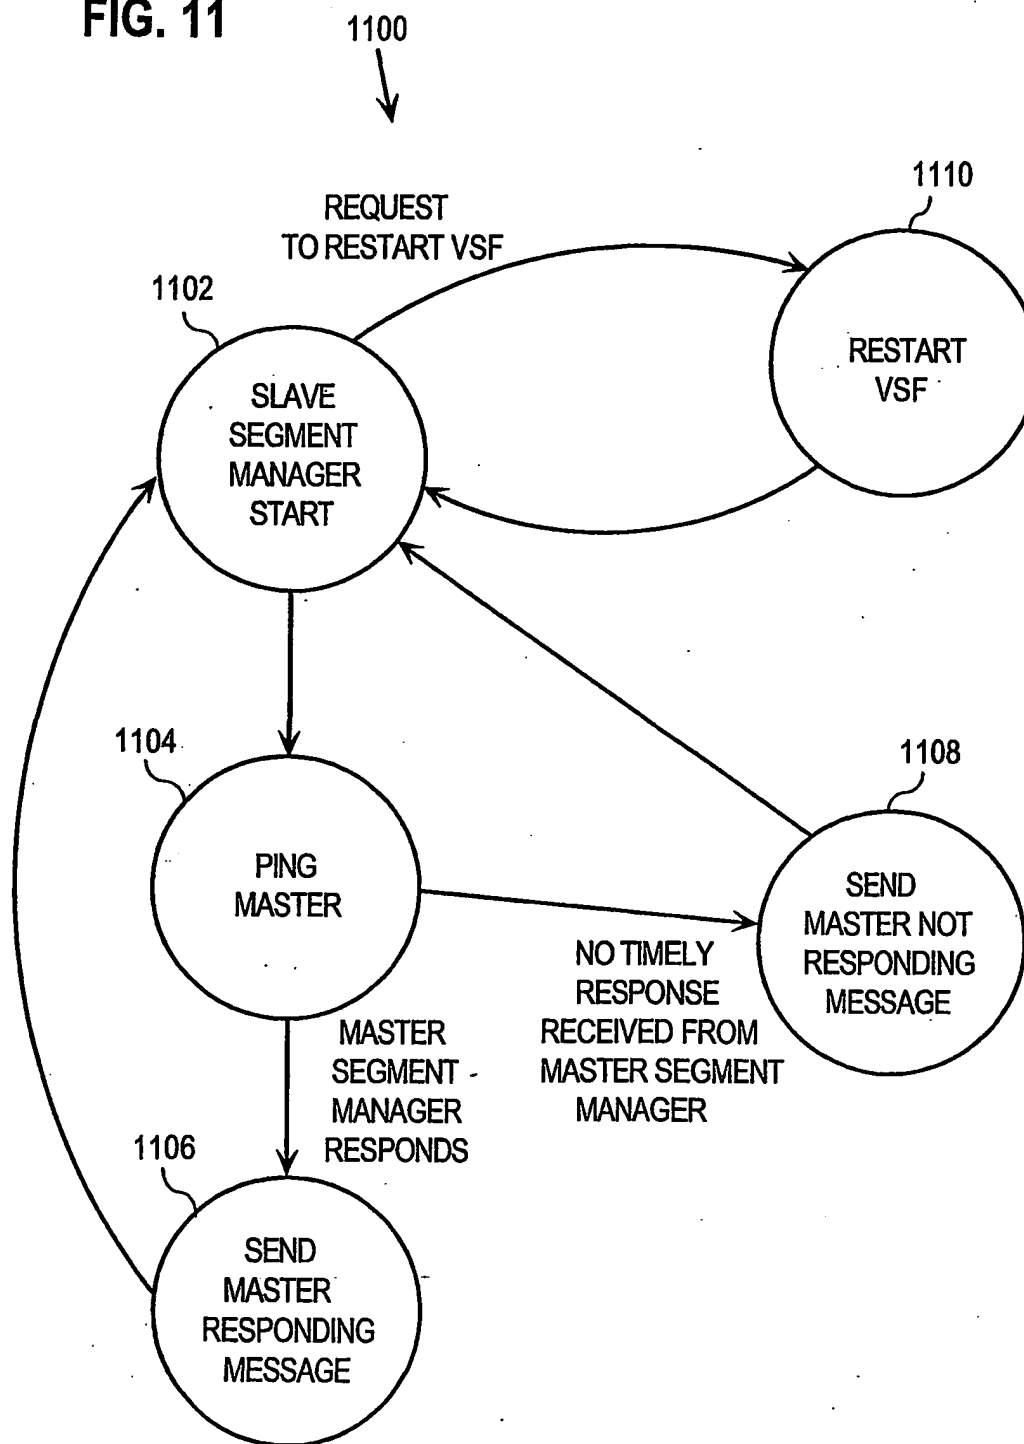 FIG. 11
1100
1110
REQUEST
TO RESTART VSF
1102
RESTART
VSF
SLAVE
SEGMENT
MANAGER
START
1104
1108
PING
MASTER
SEND
MASTER NOT
RESPONDING
MESSAGE
NO TIMELY
RESPONSE
RECEIVED FROM
MASTER SEGMENT
MANAGER
MASTER
SEGMENT
MANAGER
RESPONDS
1106
SEND
MASTER
RESPONDING
MESSAGE